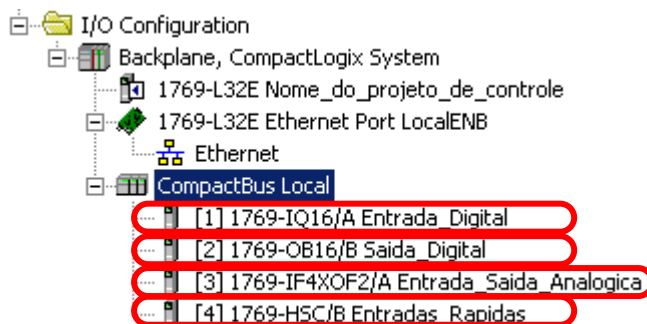 I/O Configuration
Backplane, CompactLogix System
1769-L32E Nome_do_projeto_de_controle
1769-L32E Ethernet Port LocalENB
Ethernet
CompactBus Local
[1] 1769-IQ16/A Entrada_Digital
[2] 1769-OB16/B Saida_Digital
[3] 1769-IF4XOF2/A Entrada_Saida_Analogica
[4] 1769-HSC/B Entradas_Rapidas